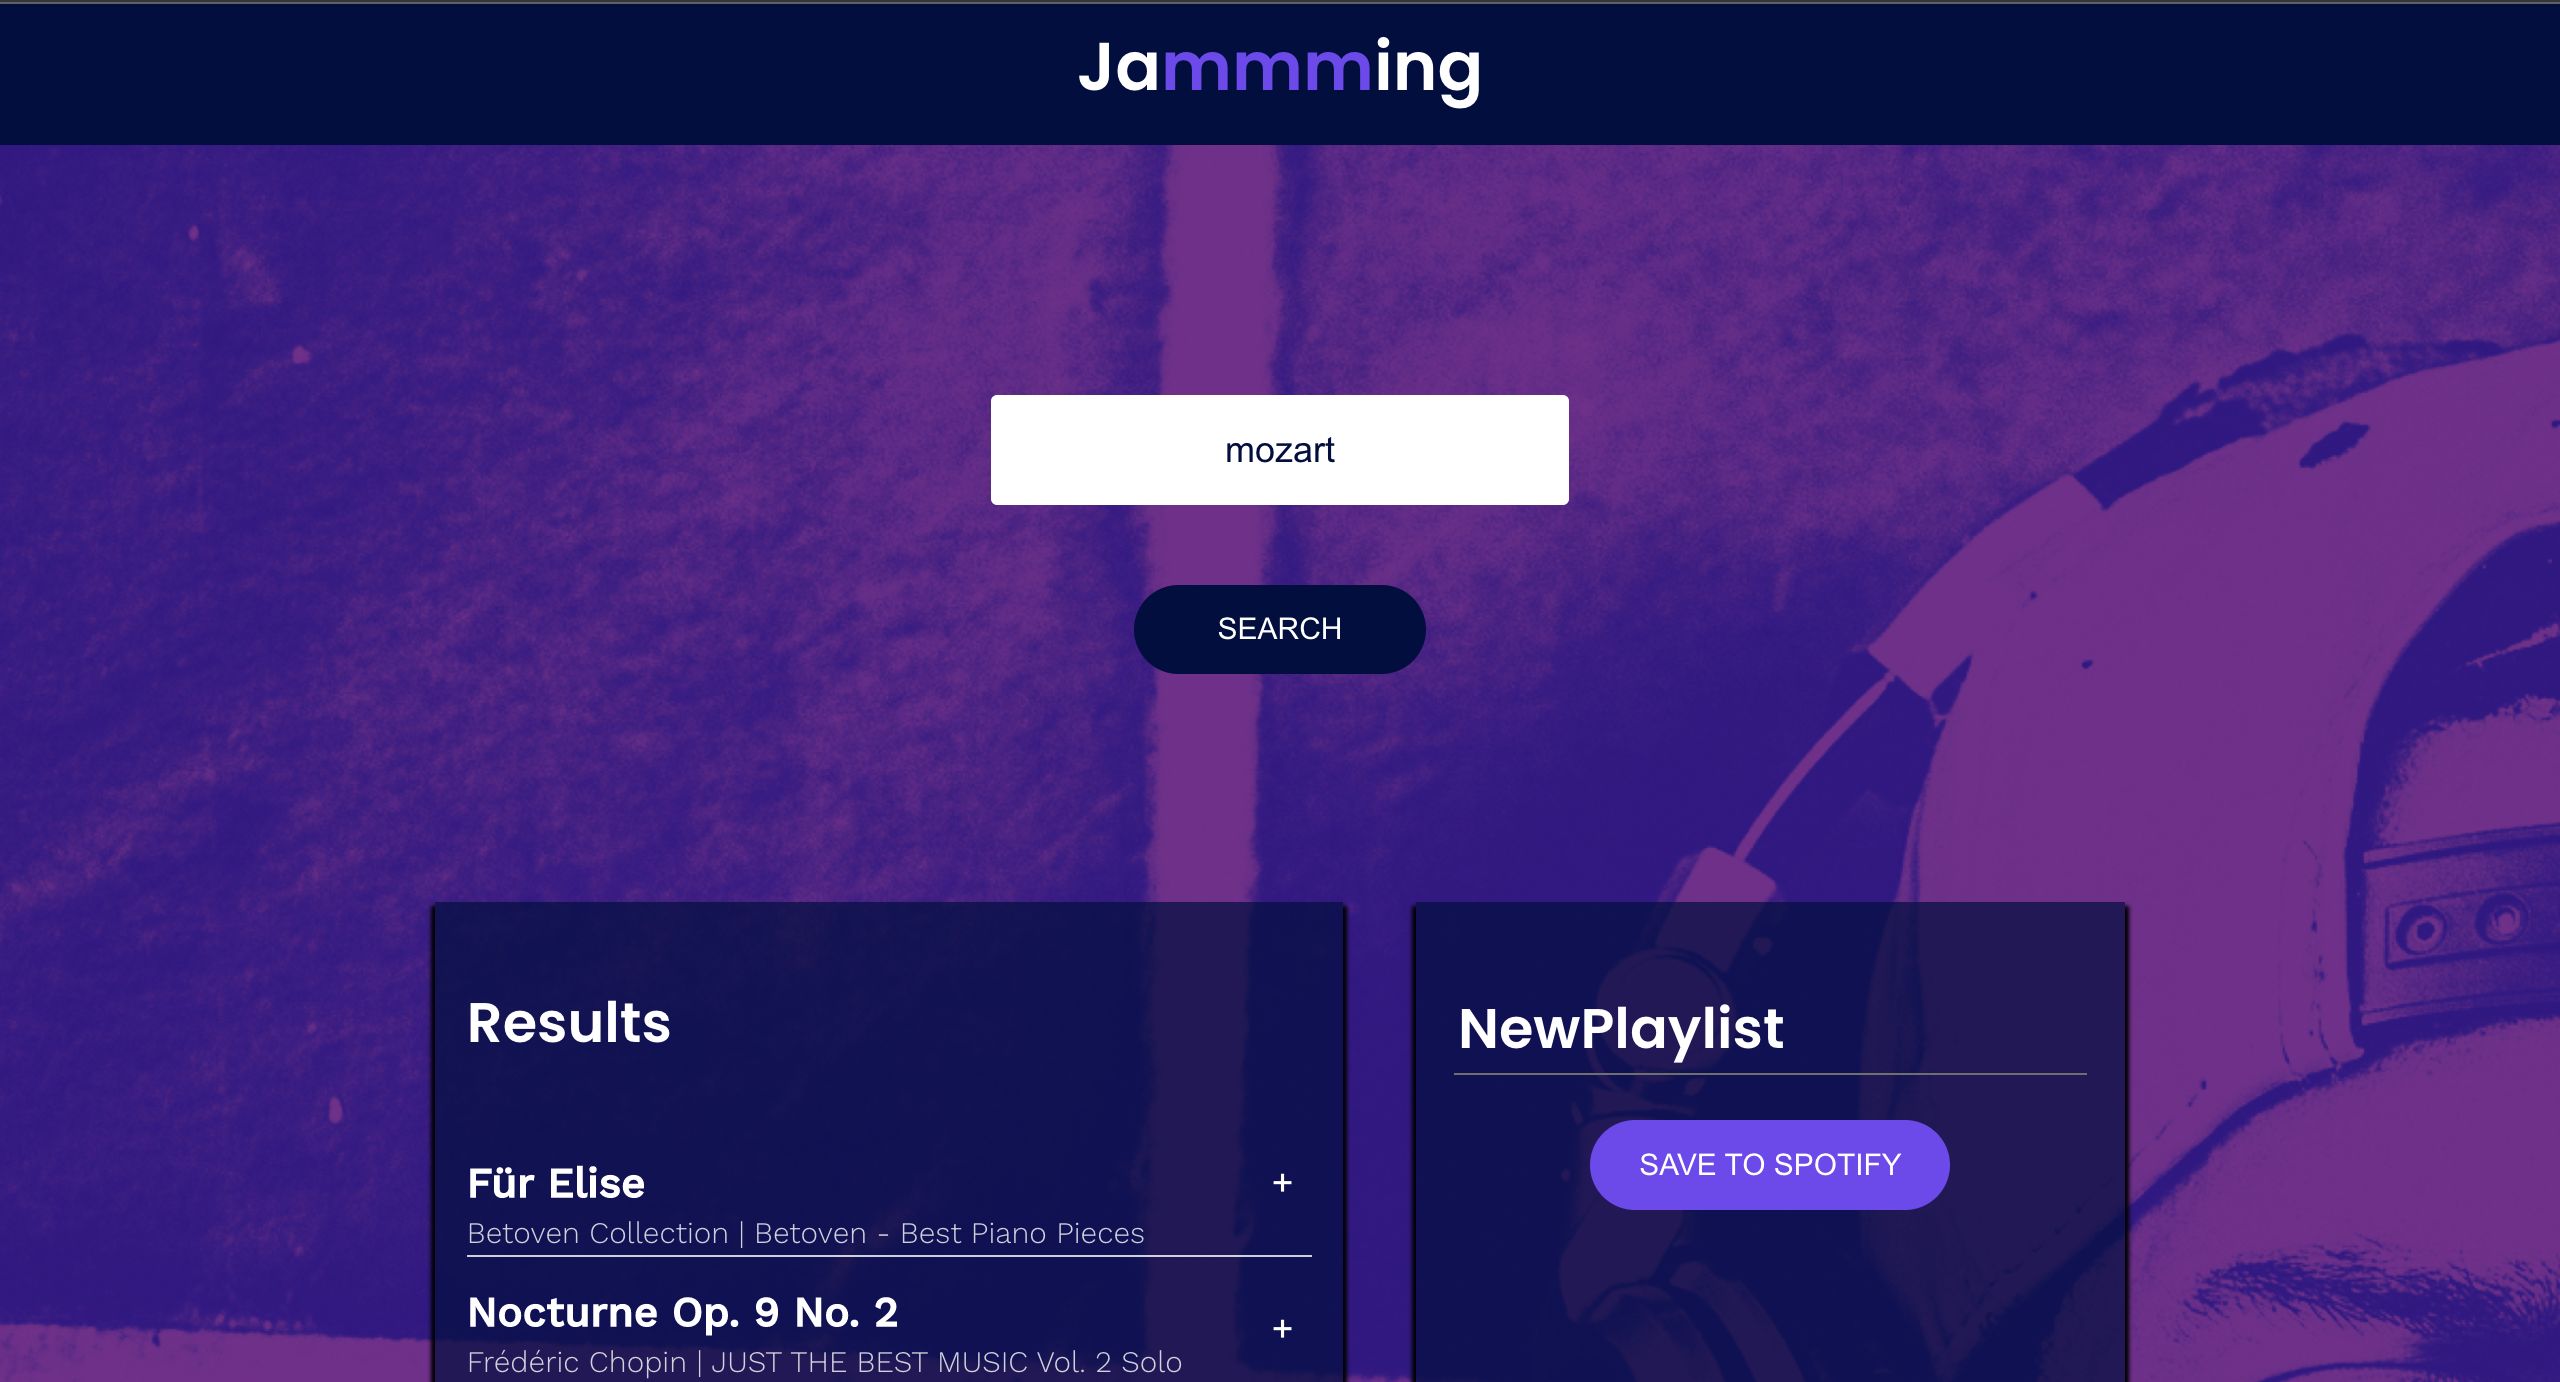 Jammming
mozart
SEARCH
Results
Für Elise
+
Betoven Collection | Betoven - Best Piano Pieces
Nocturne Op. 9 No. 2
+
Frédéric Chopin | JUST THE BEST MUSIC Vol. 2 Solo
NewPlaylist
SAVE TO SPOTIFY